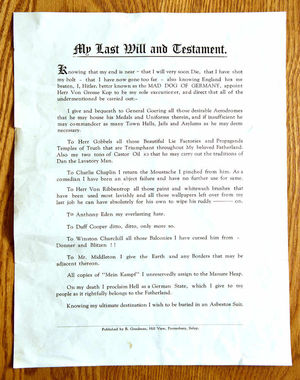 My Last Will and Testament.
Knowing that my end is near - that I will very soon Die, that I have shot
my bolt - that I have now gone too far - also knowing England has me
beaten, I, Hitler, better known as the MAD DOG OF GERMANY, appoint
Herr Von Grosse Kop to be my sole executioner, and direct that all of the
undermentioned be carried out:-
I give and bequeath to General Goering all those desirable Aerodromes
that he may house his Medals and Uniforms therein, and if insufficient he
may commandeer as many Town Halls, Jails and Asylums as he may deem
necessary.
To Herr Gobbels all those Beautiful Lie Factories and Propaganda
Temples of Truth that are Triumphant throughout My beloved Fatherland.
Also my two tons of Castor Oil so that he may carry out the traditions of
Dan the Lavatory Man.
To Charlie Chaplin I return the Moustache I pinched from him. As a
comedian I have been an abject failure and have no further use for same.
To Herr Von Ribbentrop all those paint and whitewash brushes that
have been used most lavishly and all those wallpapers left over from my
last job he can have absolutely for his own to wipe his ruddy ——— on.
To Anthony Eden my everlasting hate.
To Duff Cooper ditto, ditto, only more so.
To Winston Churchill all those Balconies I have cursed him from -
Donner and Blitzen ! !
To Mr. Middleton I give the Earth and any Borders that may be
adjacent thereon.
All copies of "Mein Kampf" I unreservedly assign to the Manure Heap.
On my death I proclaim Hell as a German State, which I give to my
people as it rightfully belongs to the Fatherland.
Knowing my ultimate destination I wish to be buried in an Asbestos Suit.
Published by R. Goodman, Hill View, Pontesbury, Salop.